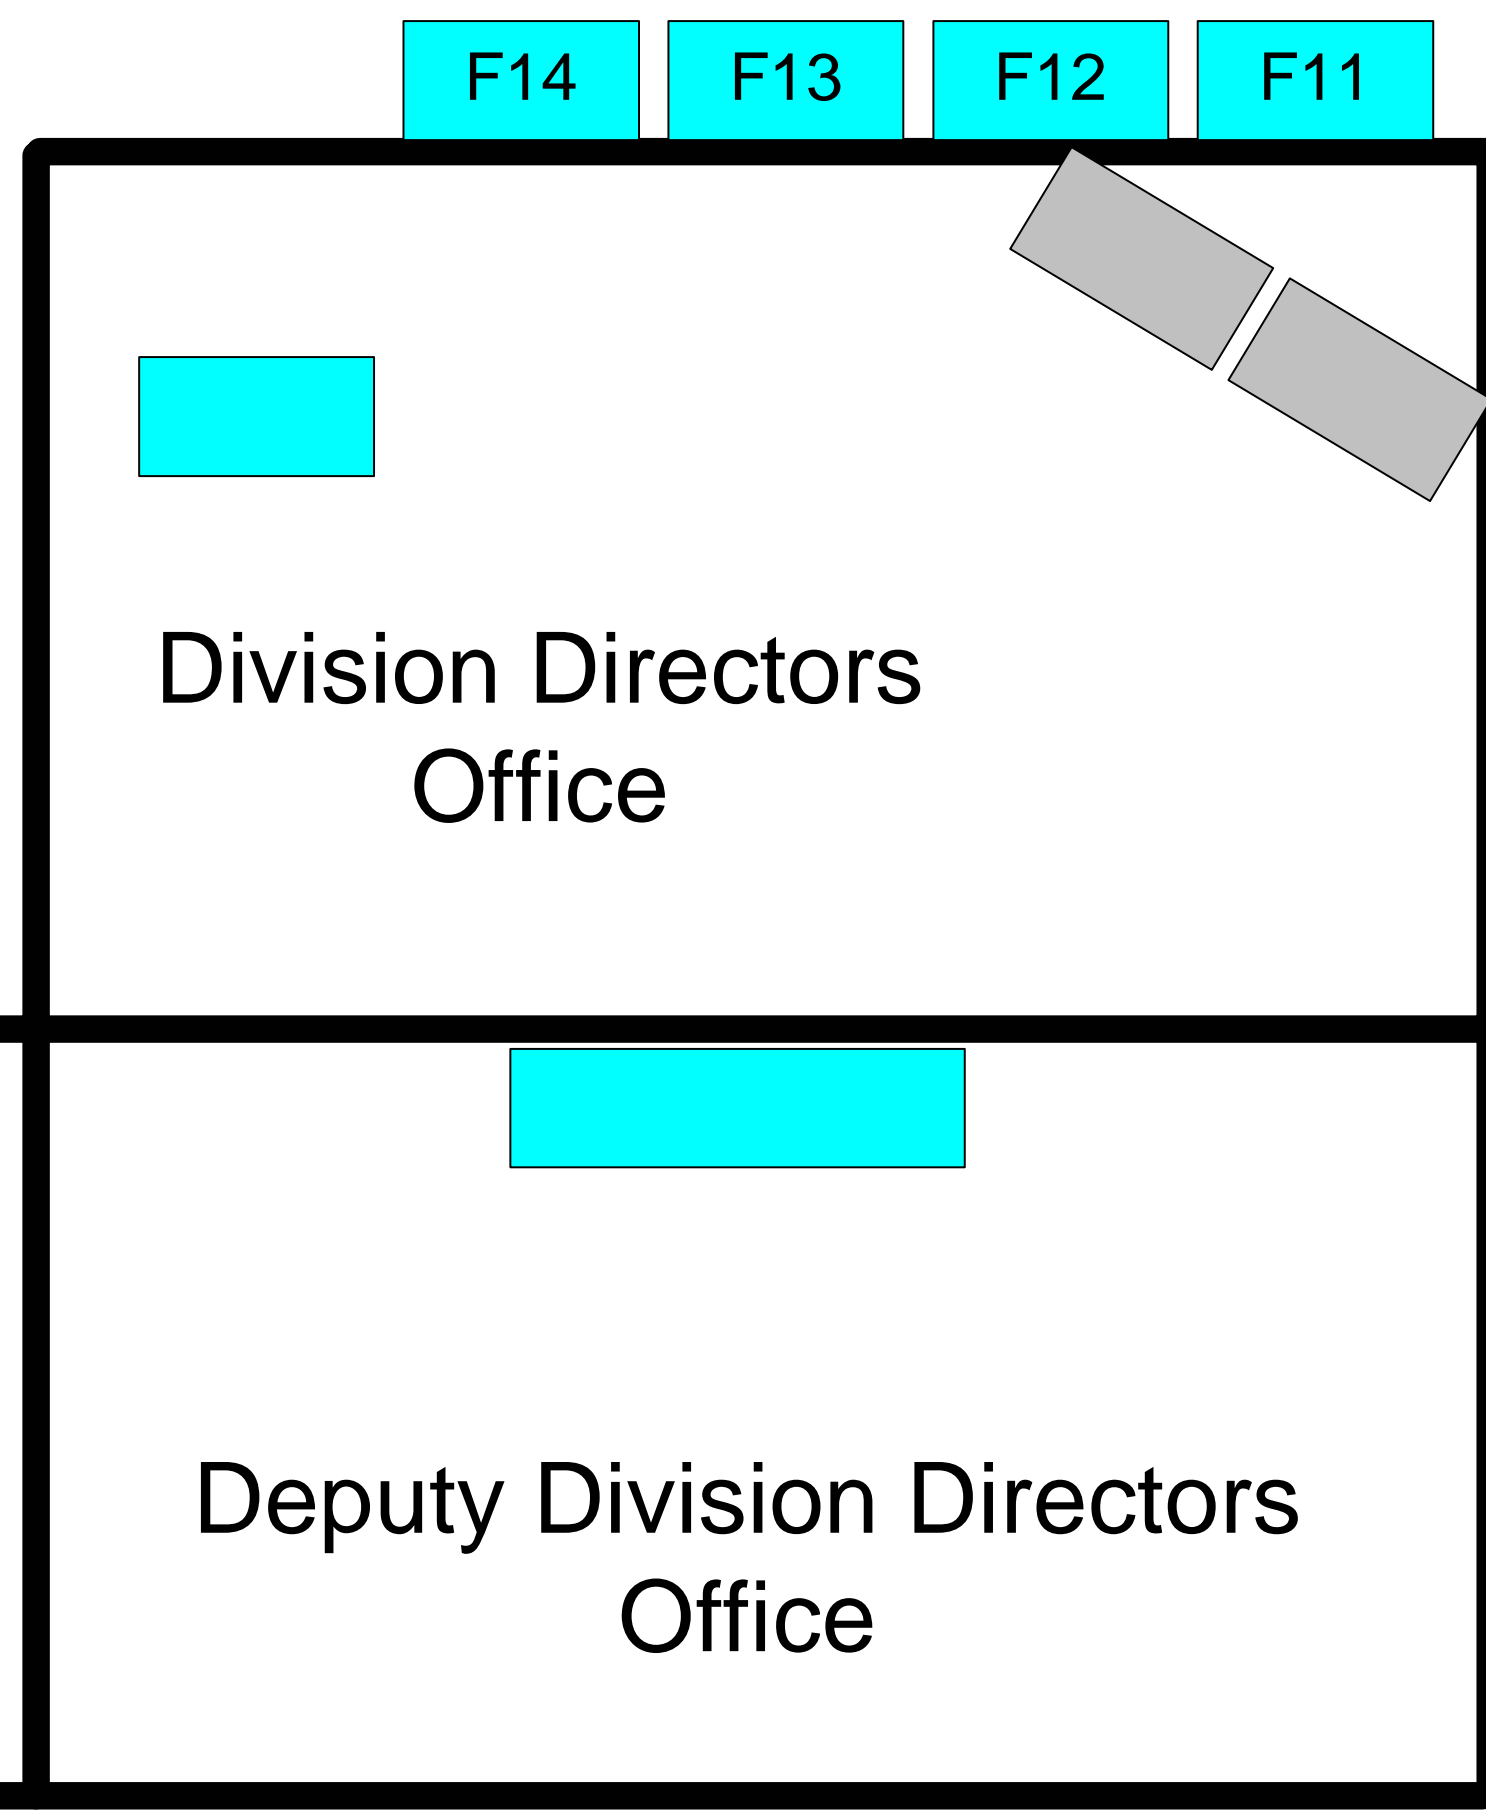 F14 F13 F12 F11
Division Directors
Office
Deputy Division Directors
Office